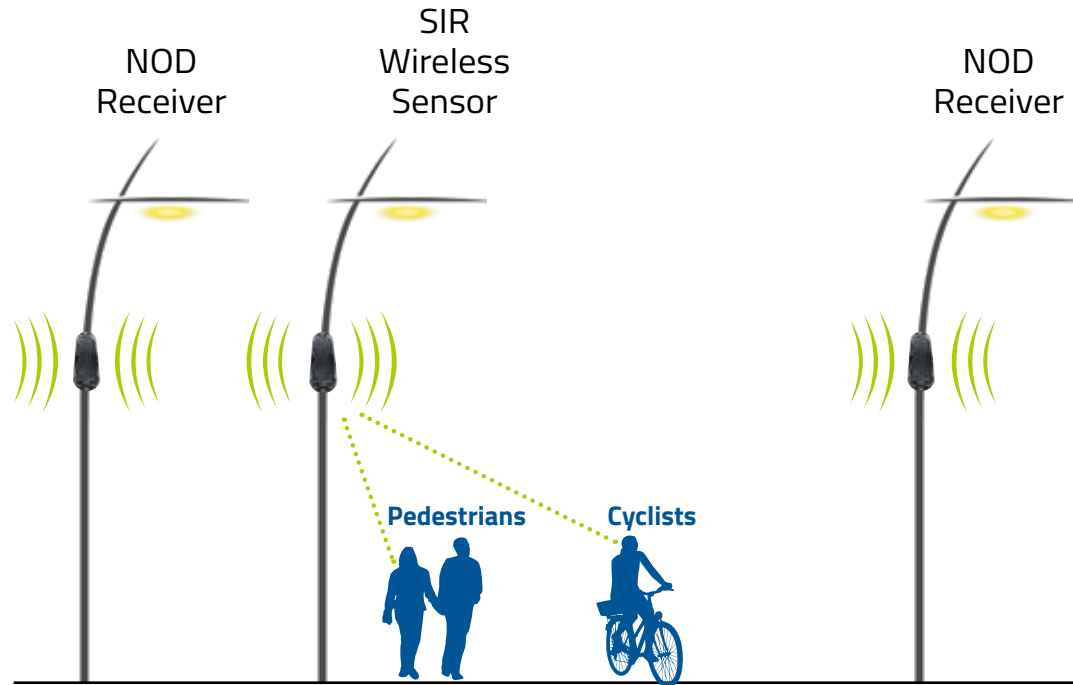 NOD
Receiver
SIR
Wireless
Sensor
NOD
Receiver
Pedestrians
Cyclists